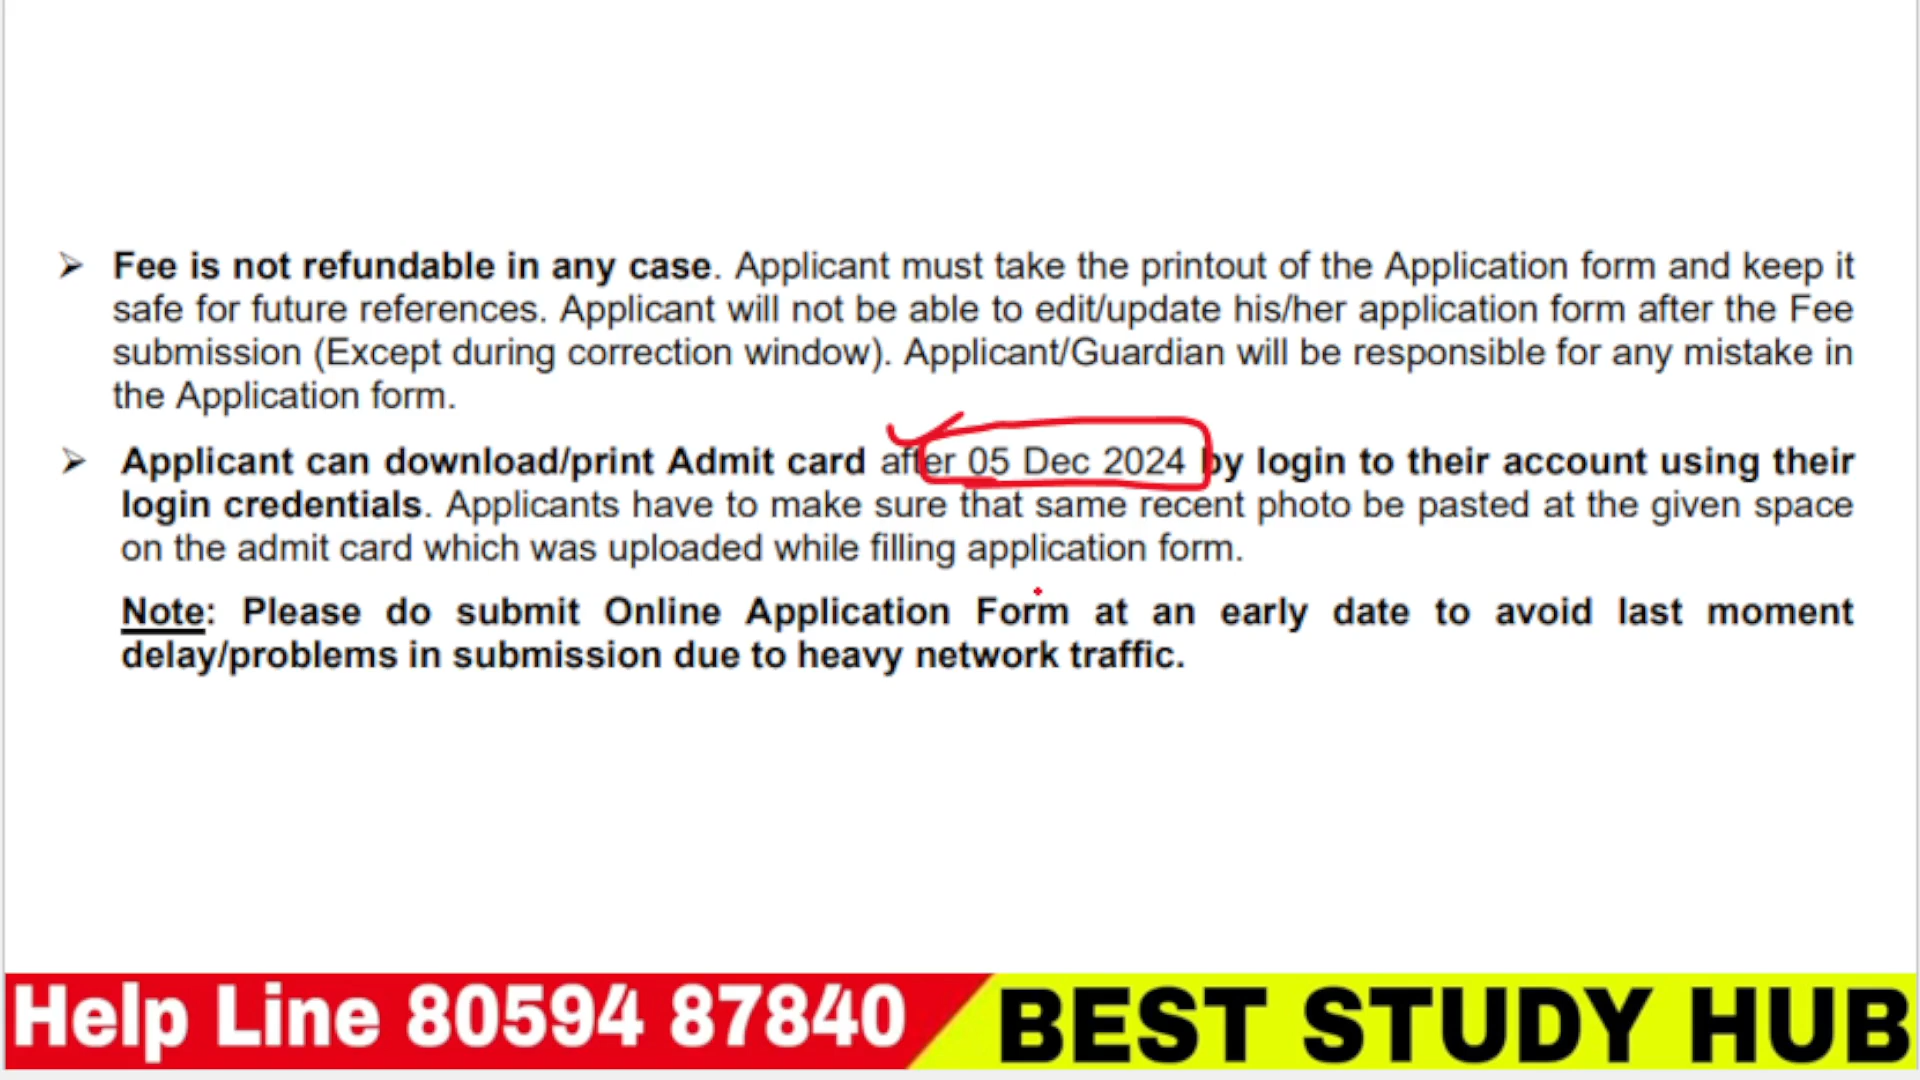 ➢ Fee is not refundable in any case. Applicant must take the printout of the Application form and keep it
safe for future references. Applicant will not be able to edit/update his/her application form after the Fee
submission (Except during correction window). Applicant/Guardian will be responsible for any mistake in
the Application form.
➢ Applicant can download/print Admit card after 05 Dec 2024 by login to their account using their
login credentials. Applicants have to make sure that same recent photo be pasted at the given space
on the admit card which was uploaded while filling application form.
Note: Please do submit Online Application Form at an early date to avoid last moment
delay/problems in submission due to heavy network traffic.
Help Line 80594 87840 BEST STUDY HUB